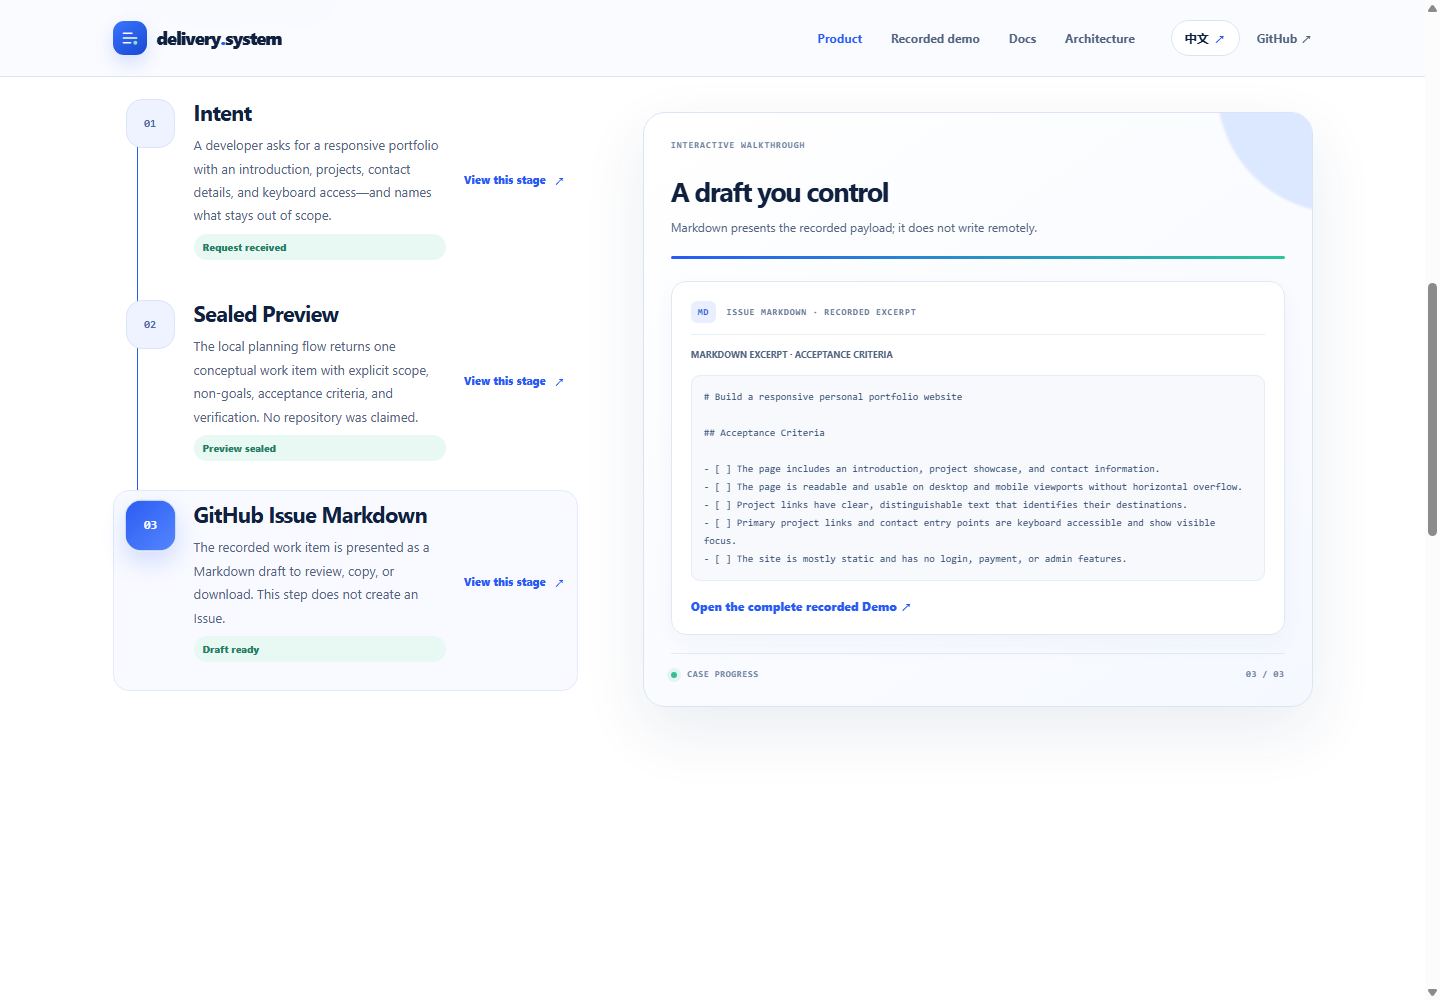 delivery.system
Product
Recorded demo
Docs
Architecture
中文 ↗
GitHub ↗
01
Intent
A developer asks for a responsive portfolio
with an introduction, projects, contact
details, and keyboard access—and names
what stays out of scope.
Request received
View this stage ↗
02
Sealed Preview
The local planning flow returns one
conceptual work item with explicit scope,
non-goals, acceptance criteria, and
verification. No repository was claimed.
Preview sealed
View this stage ↗
03
GitHub Issue Markdown
The recorded work item is presented as a
Markdown draft to review, copy, or
download. This step does not create an
Issue.
Draft ready
View this stage ↗
INTERACTIVE WALKTHROUGH
A draft you control
Markdown presents the recorded payload; it does not write remotely.
MD
ISSUE MARKDOWN · RECORDED EXCERPT
MARKDOWN EXCERPT · ACCEPTANCE CRITERIA
# Build a responsive personal portfolio website
## Acceptance Criteria
- [ ] The page includes an introduction, project showcase, and contact information.
- [ ] The page is readable and usable on desktop and mobile viewports without horizontal overflow.
- [ ] Project links have clear, distinguishable text that identifies their destinations.
- [ ] Primary project links and contact entry points are keyboard accessible and show visible
focus.
- [ ] The site is mostly static and has no login, payment, or admin features.
Open the complete recorded Demo ↗
CASE PROGRESS
03 / 03